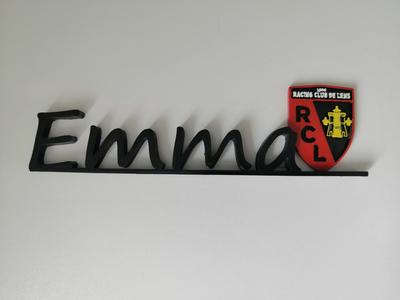 Emma
1906
RACING CLUB DE LENS
RCL